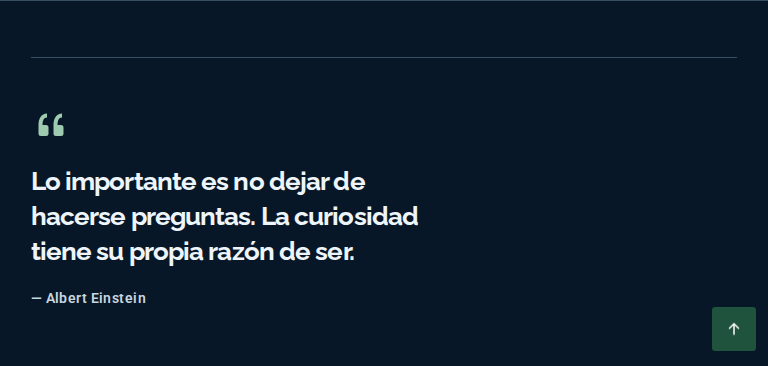 “
Lo importante es no dejar de
hacerse preguntas. La curiosidad
tiene su propia razón de ser.
— Albert Einstein